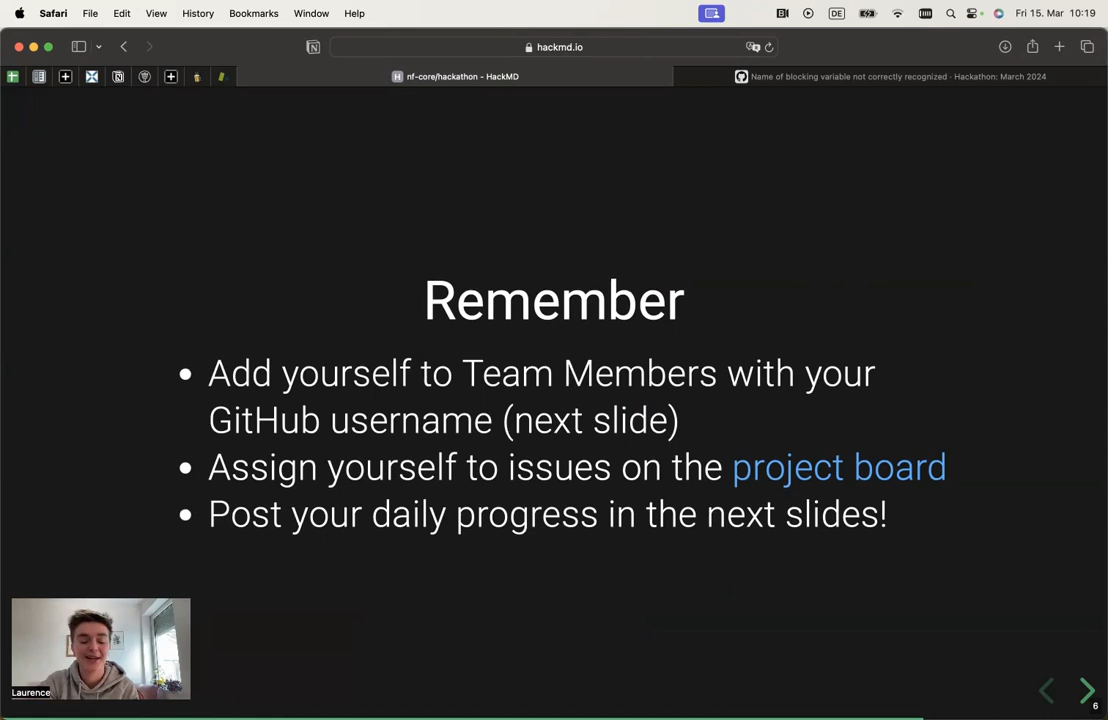 Safari File Edit View History Bookmarks Window Help DE Fri 15. Mar 10:19
hackmd.io
nf-core/hackathon - HackMD
Name of blocking variable not correctly recognized · Hackathon: March 2024
Remember
Add yourself to Team Members with your
GitHub username (next slide)
Assign yourself to issues on the project board
Post your daily progress in the next slides!
Laurence
6